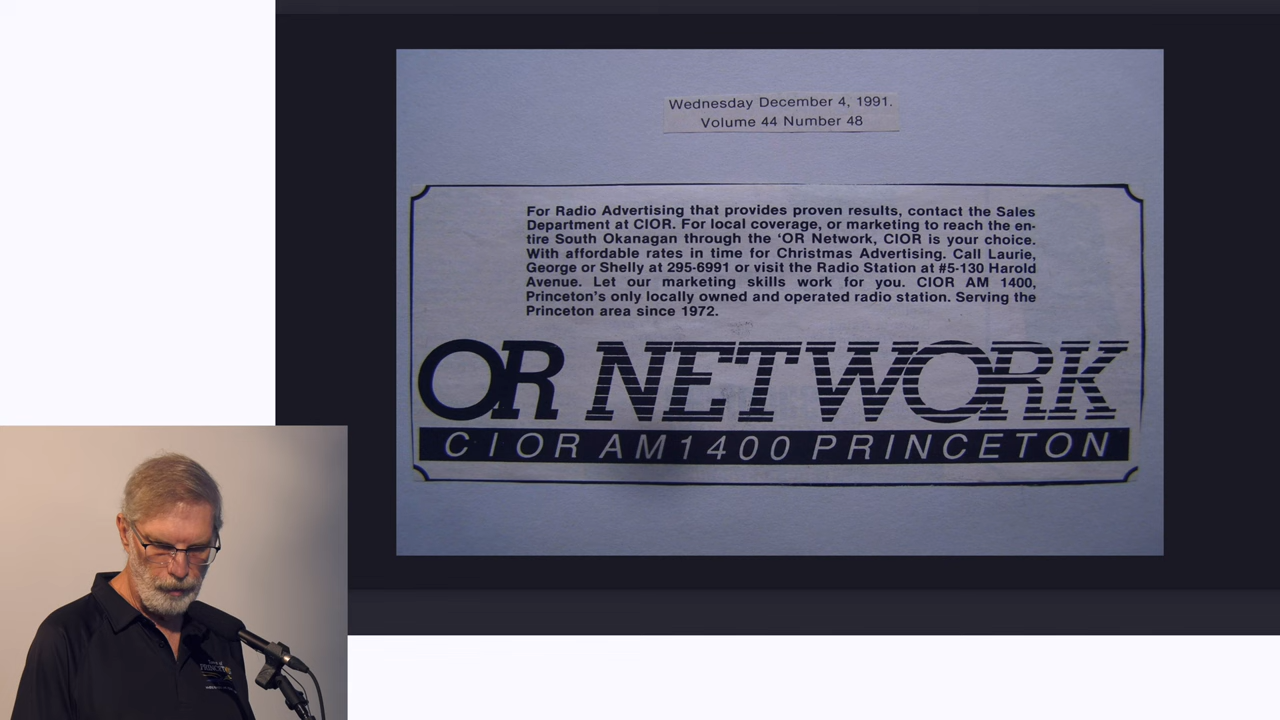 Wednesday December 4, 1991.
Volume 44 Number 48
For Radio Advertising that provides proven results, contact the Sales
Department at CIOR. For local coverage, or marketing to reach the en-
tire South Okanagan through the ‘OR Network, CIOR is your choice.
With affordable rates in time for Christmas Advertising. Call Laurie,
George or Shelly at 295-6991 or visit the Radio Station at #5-130 Harold
Avenue. Let our marketing skills work for you. CIOR AM 1400,
Princeton's only locally owned and operated radio station. Serving the
Princeton area since 1972.
OR NETWORK
CIOR AM 1400 PRINCETON